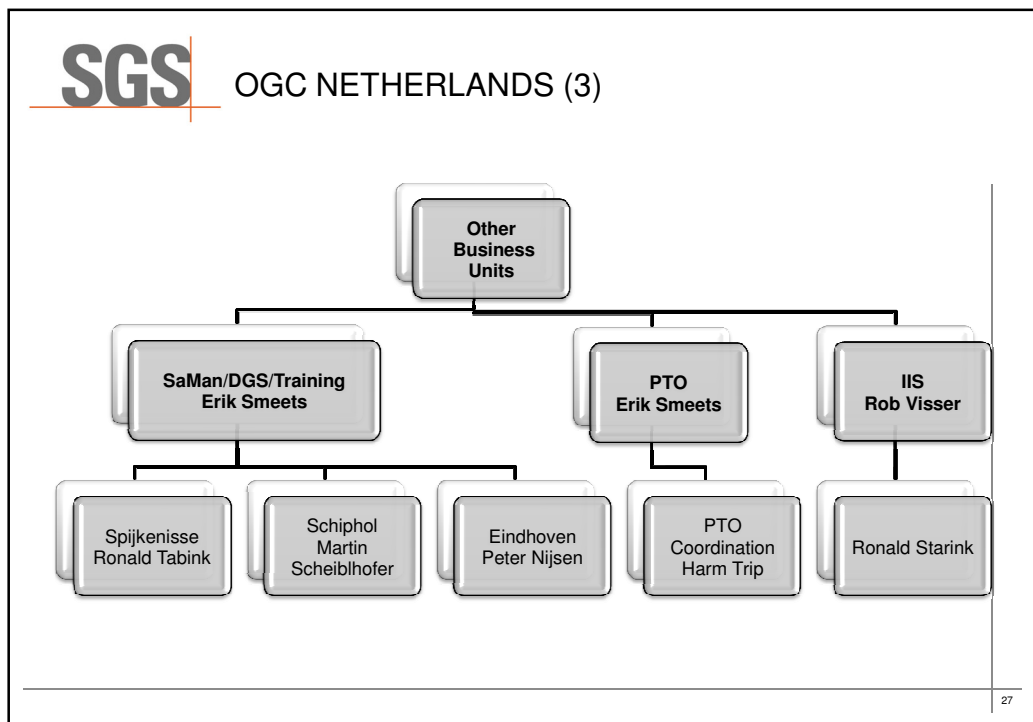 SGS
OGC NETHERLANDS (3)
Other
Business
Units
SaMan/DGS/Training
Erik Smeets
PTO
Erik Smeets
IIS
Rob Visser
Spijkenisse
Ronald Tabink
Schiphol
Martin
Scheiblhofer
Eindhoven
Peter Nijsen
PTO
Coordination
Harm Trip
Ronald Starink
27